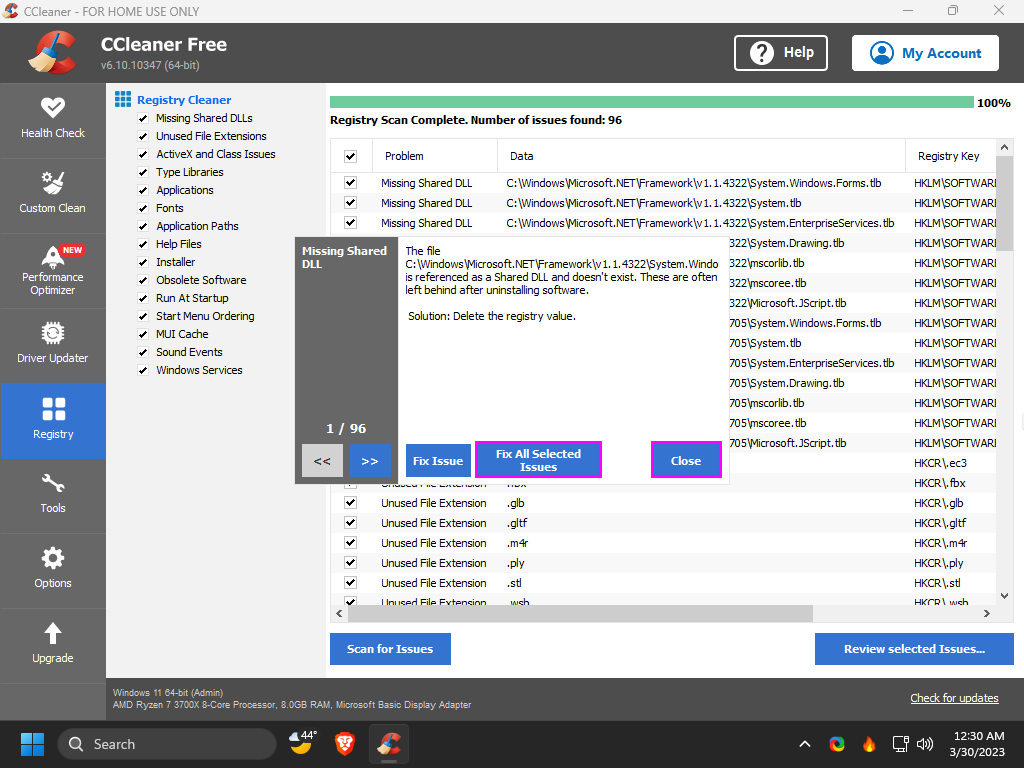 CCleaner - FOR HOME USE ONLY
CCleaner Free
v6.10.10347 (64-bit)
? Help
My Account
Health Check
Custom Clean
NEW
Performance
Optimizer
Driver Updater
Registry
Tools
Options
Upgrade
Registry Cleaner
Missing Shared DLLs
Unused File Extensions
ActiveX and Class Issues
Type Libraries
Applications
Fonts
Application Paths
Help Files
Installer
Obsolete Software
Run At Startup
Start Menu Ordering
MUI Cache
Sound Events
Windows Services
100%
Registry Scan Complete. Number of issues found: 96
Problem Data Registry Key
Missing Shared DLL C:\Windows\Microsoft.NET\Framework\v1.1.4322\System.Windows.Forms.tlb HKLM\SOFTWARE
Missing Shared DLL C:\Windows\Microsoft.NET\Framework\v1.1.4322\System.tlb HKLM\SOFTWARE
Missing Shared DLL C:\Windows\Microsoft.NET\Framework\v1.1.4322\System.EnterpriseServices.tlb HKLM\SOFTWARE
322\System.Drawing.tlb HKLM\SOFTWARE
322\mscorlib.tlb HKLM\SOFTWARE
322\mscoree.tlb HKLM\SOFTWARE
322\Microsoft.JScript.tlb HKLM\SOFTWARE
705\System.Windows.Forms.tlb HKLM\SOFTWARE
705\System.tlb HKLM\SOFTWARE
705\System.EnterpriseServices.tlb HKLM\SOFTWARE
705\System.Drawing.tlb HKLM\SOFTWARE
705\mscorlib.tlb HKLM\SOFTWARE
705\mscoree.tlb HKLM\SOFTWARE
705\Microsoft.JScript.tlb HKLM\SOFTWARE
HKCR\.ec3
Unused File Extension .fbx HKCR\.fbx
Unused File Extension .glb HKCR\.glb
Unused File Extension .gltf HKCR\.gltf
Unused File Extension .m4r HKCR\.m4r
Unused File Extension .ply HKCR\.ply
Unused File Extension .stl HKCR\.stl
Unused File Extension .wsb HKCR\.wsb
Missing Shared
DLL
1 / 96
<< >>
The file
C:\Windows\Microsoft.NET\Framework\v1.1.4322\System.Windo
is referenced as a Shared DLL and doesn't exist. These are often
left behind after uninstalling software.
Solution: Delete the registry value.
Fix Issue
Fix All Selected
Issues
Close
Scan for Issues
Review selected Issues...
Windows 11 64-bit (Admin)
AMD Ryzen 7 3700X 8-Core Processor, 8.0GB RAM, Microsoft Basic Display Adapter
Check for updates
Search
44°
12:30 AM
3/30/2023